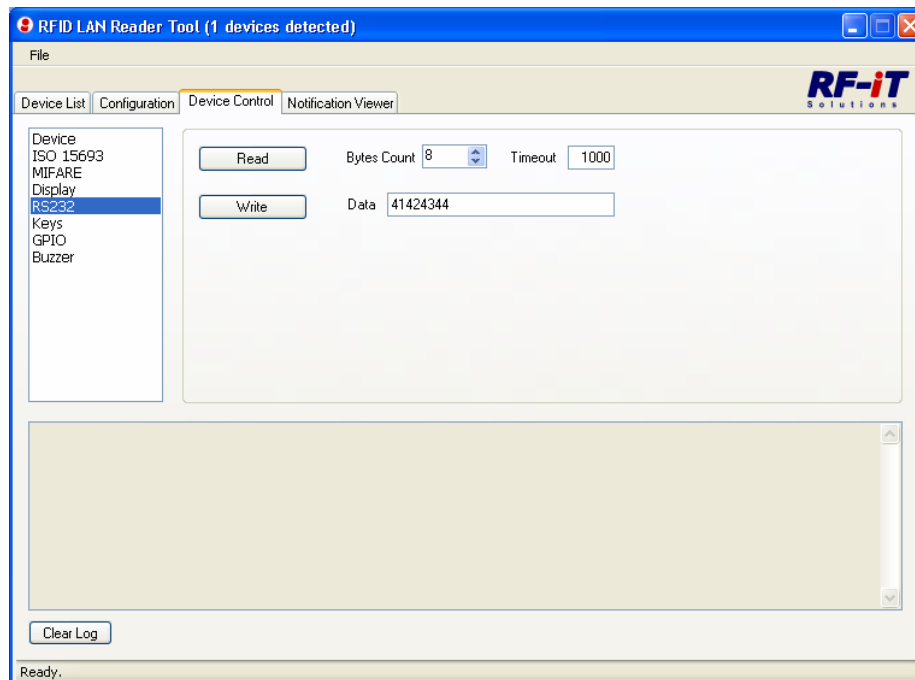 RFID LAN Reader Tool (1 devices detected)
File
RF-iT
Solutions
Device List Configuration Device Control Notification Viewer
Device
ISO 15693
MIFARE
Display
RS232
Keys
GPIO
Buzzer
Read Bytes Count 8 Timeout 1000
Write Data 41424344
Clear Log
Ready.